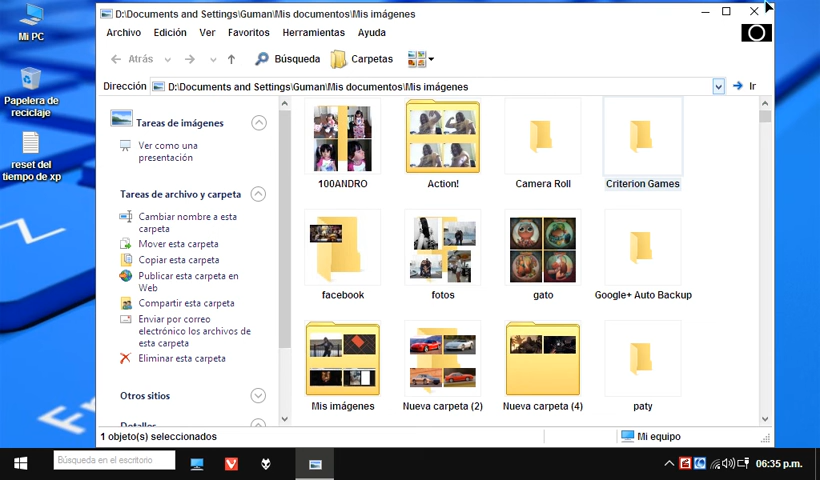 Mi PC
Papelera de
reciclaje
reset del
tiempo de xp
D:\Documents and Settings\Guman\Mis documentos\Mis imágenes
Archivo Edición Ver Favoritos Herramientas Ayuda
Atrás Búsqueda Carpetas
Dirección D:\Documents and Settings\Guman\Mis documentos\Mis imágenes Ir
Tareas de imágenes
Ver como una
presentación
Tareas de archivo y carpeta
Cambiar nombre a esta
carpeta
Mover esta carpeta
Copiar esta carpeta
Publicar esta carpeta en
Web
Compartir esta carpeta
Enviar por correo
electrónico los archivos de
esta carpeta
Eliminar esta carpeta
Otros sitios
Detalles
100ANDRO Action! Camera Roll Criterion Games
facebook fotos gato Google+ Auto Backup
Mis imágenes Nueva carpeta (2) Nueva carpeta (4) paty
1 objeto(s) seleccionados Mi equipo
Búsqueda en el escritorio 06:35 p.m.